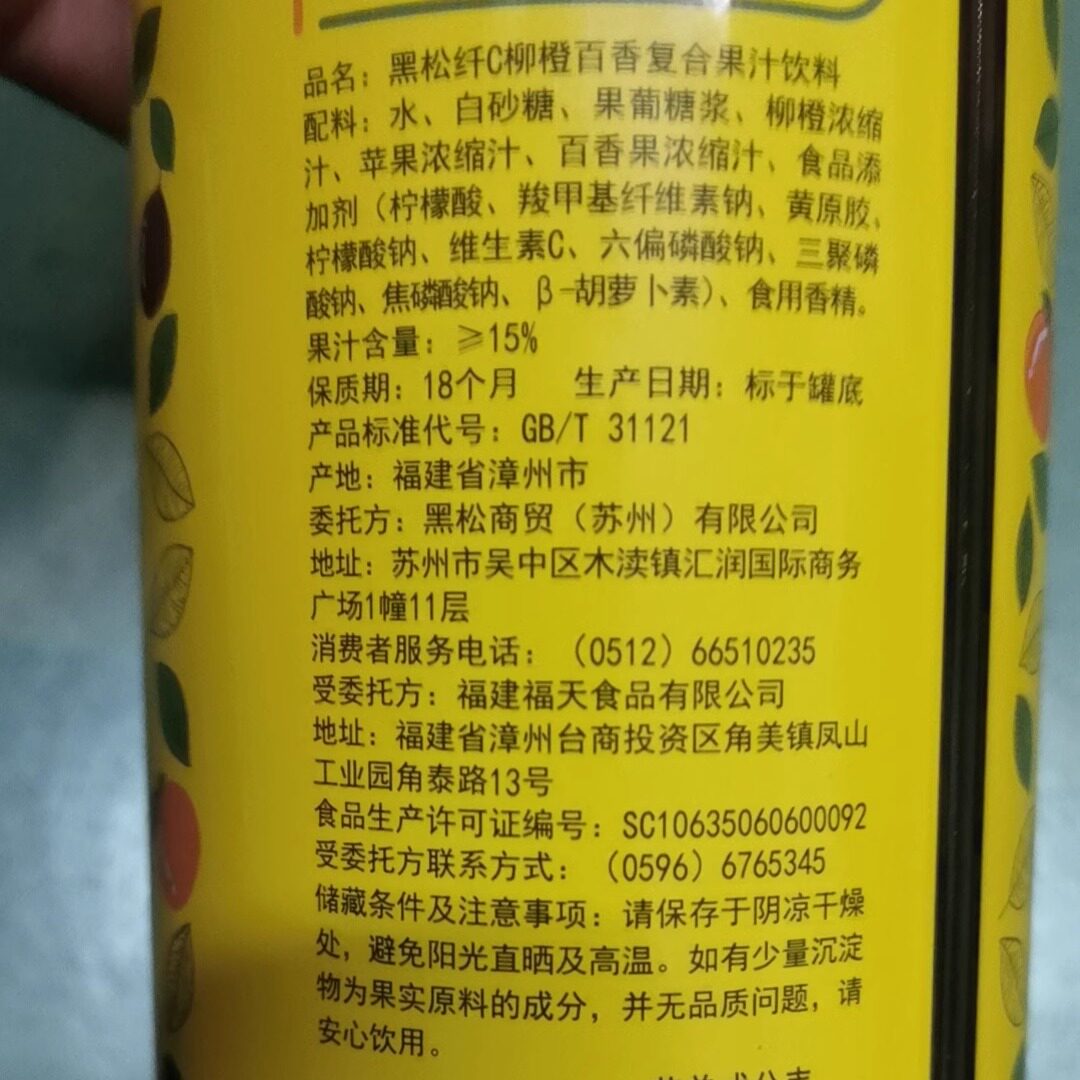 品名：黑松纤C柳橙百香复合果汁饮料
配料：水、白砂糖、果葡糖浆、柳橙浓缩
汁、苹果浓缩汁、百香果浓缩汁、食品添
加剂（柠檬酸、羧甲基纤维素钠、黄原胶、
柠檬酸钠、维生素C、六偏磷酸钠、三聚磷
酸钠、焦磷酸钠、β-胡萝卜素）、食用香精。
果汁含量：≥15%
保质期：18个月 生产日期：标于罐底
产品标准代号：GB/T 31121
产地：福建省漳州市
委托方：黑松商贸（苏州）有限公司
地址：苏州市吴中区木渎镇汇润国际商务
广场1幢11层
消费者服务电话：（0512）66510235
受委托方：福建福天食品有限公司
地址：福建省漳州台商投资区角美镇凤山
工业园角泰路13号
食品生产许可证编号：SC10635060600092
受委托方联系方式：（0596）6765345
储藏条件及注意事项：请保存于阴凉干燥
处，避免阳光直晒及高温。如有少量沉淀
物为果实原料的成分，并无品质问题，请
安心饮用。